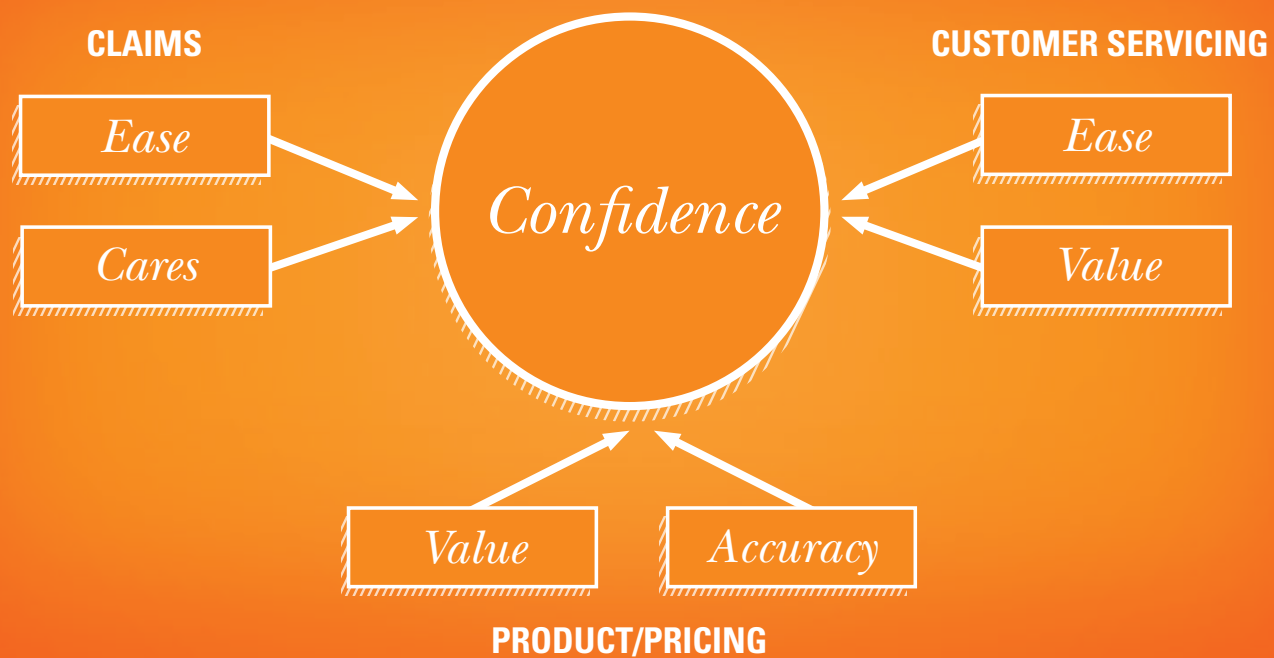 CLAIMS
CUSTOMER SERVICING
Ease
Ease
Confidence
Cares
Value
Value
Accuracy
PRODUCT/PRICING